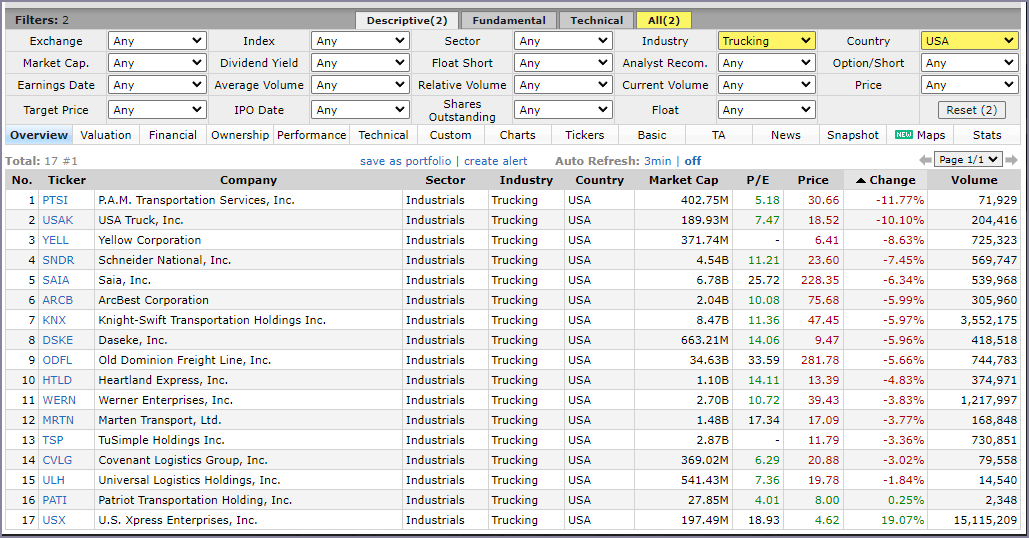 Filters: 2 Descriptive(2) Fundamental Technical All(2)
Exchange Any Index Any Sector Any Industry Trucking Country USA
Market Cap. Any Dividend Yield Any Float Short Any Analyst Recom. Any Option/Short Any
Earnings Date Any Average Volume Any Relative Volume Any Current Volume Any Price Any
Target Price Any IPO Date Any Shares Outstanding Any Float Any Reset (2)
Overview Valuation Financial Ownership Performance Technical Custom Charts Tickers Basic TA News Snapshot NEW Maps Stats
Total: 17 #1 save as portfolio | create alert Auto Refresh: 3min | off Page 1/1
No. Ticker Company Sector Industry Country Market Cap P/E Price Change Volume
1 PTSI P.A.M. Transportation Services, Inc. Industrials Trucking USA 402.75M 5.18 30.66 -11.77% 71,929
2 USAK USA Truck, Inc. Industrials Trucking USA 189.93M 7.47 18.52 -10.10% 204,416
3 YELL Yellow Corporation Industrials Trucking USA 371.74M - 6.41 -8.63% 725,323
4 SNDR Schneider National, Inc. Industrials Trucking USA 4.54B 11.21 23.60 -7.45% 569,747
5 SAIA Saia, Inc. Industrials Trucking USA 6.78B 25.72 228.35 -6.34% 539,968
6 ARCB ArcBest Corporation Industrials Trucking USA 2.04B 10.08 75.68 -5.99% 305,960
7 KNX Knight-Swift Transportation Holdings Inc. Industrials Trucking USA 8.47B 11.36 47.45 -5.97% 3,552,175
8 DSKE Daseke, Inc. Industrials Trucking USA 663.21M 14.06 9.47 -5.96% 418,518
9 ODFL Old Dominion Freight Line, Inc. Industrials Trucking USA 34.63B 33.59 281.78 -5.66% 744,783
10 HTLD Heartland Express, Inc. Industrials Trucking USA 1.10B 14.11 13.39 -4.83% 374,971
11 WERN Werner Enterprises, Inc. Industrials Trucking USA 2.70B 10.72 39.43 -3.83% 1,217,997
12 MRTN Marten Transport, Ltd. Industrials Trucking USA 1.48B 17.34 17.09 -3.77% 168,848
13 TSP TuSimple Holdings Inc. Industrials Trucking USA 2.87B - 11.79 -3.36% 730,851
14 CVLG Covenant Logistics Group, Inc. Industrials Trucking USA 369.02M 6.29 20.88 -3.02% 79,558
15 ULH Universal Logistics Holdings, Inc. Industrials Trucking USA 541.43M 7.36 19.78 -1.84% 14,540
16 PATI Patriot Transportation Holding, Inc. Industrials Trucking USA 27.85M 4.01 8.00 0.25% 2,348
17 USX U.S. Xpress Enterprises, Inc. Industrials Trucking USA 197.49M 18.93 4.62 19.07% 15,115,209